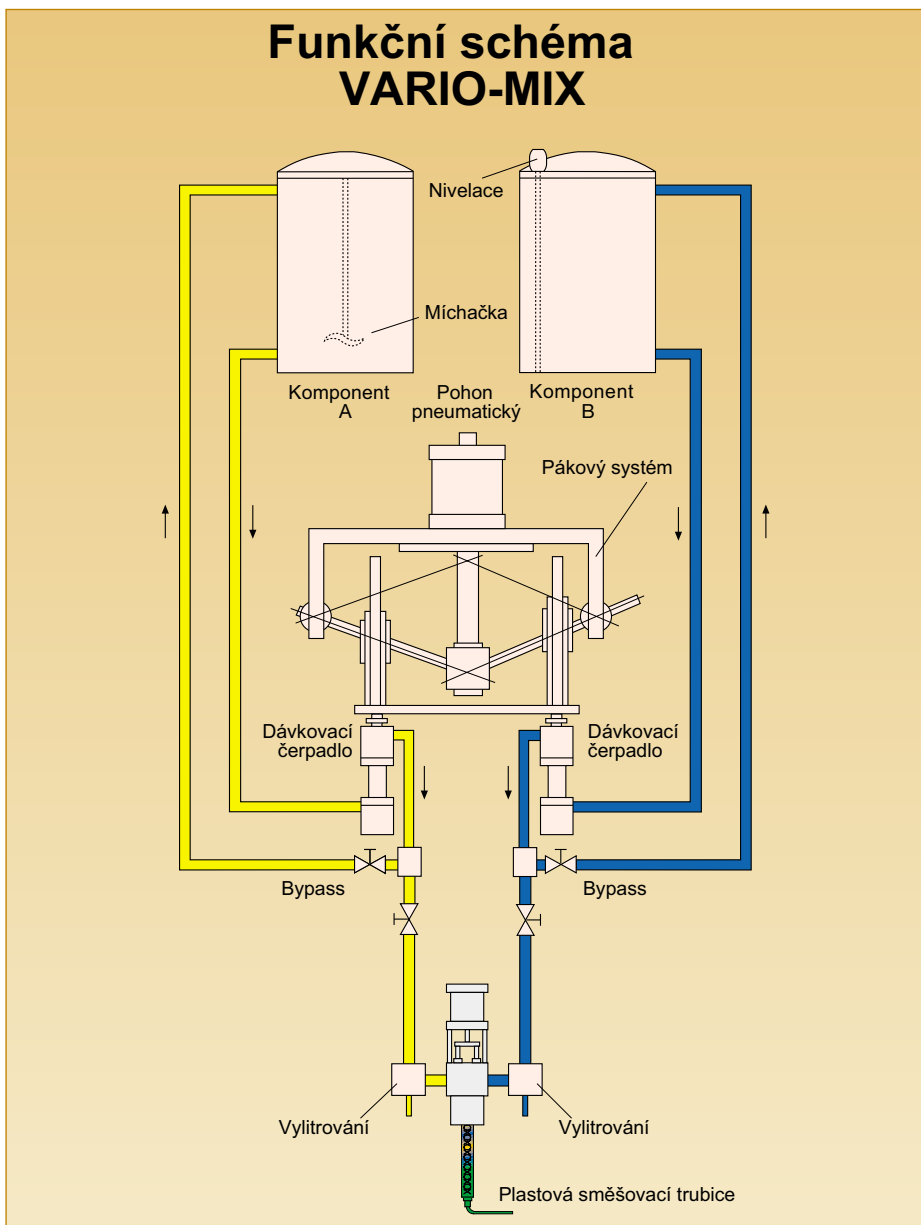 Funkční schéma
VARIO-MIX
Nivelace
Míchačka
Komponent
A
Pohon
pneumatický
Komponent
B
Pákový systém
Dávkovací
čerpadlo
Dávkovací
čerpadlo
Bypass
Bypass
Vylitrování
Vylitrování
Plastová směšovací trubice